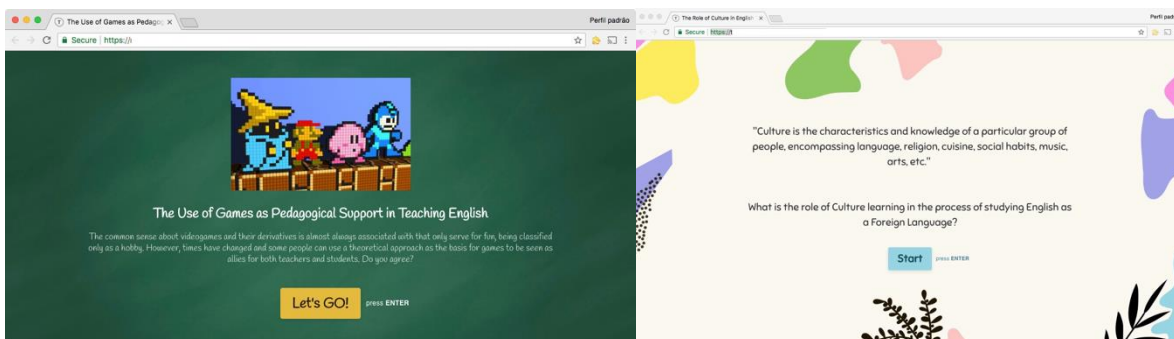 The Use of Games as Pedagog
Perfil padrão
Secure https://
The Use of Games as Pedagogical Support in Teaching English
The common sense about videogames and their derivatives is almost always associated with that only serve for fun, being classified
only as a hobby. However, times have changed and some people can use a theoretical approach as the basis for games to be seen as
allies for both teachers and students. Do you agree?
Let's GO! press ENTER
The Role of Culture in English
Perfil pad
Secure https://t
"Culture is the characteristics and knowledge of a particular group of
people, encompassing language, religion, cuisine, social habits, music,
arts, etc."
What is the role of Culture learning in the process of studying English as
a Foreign Language?
Start press ENTER